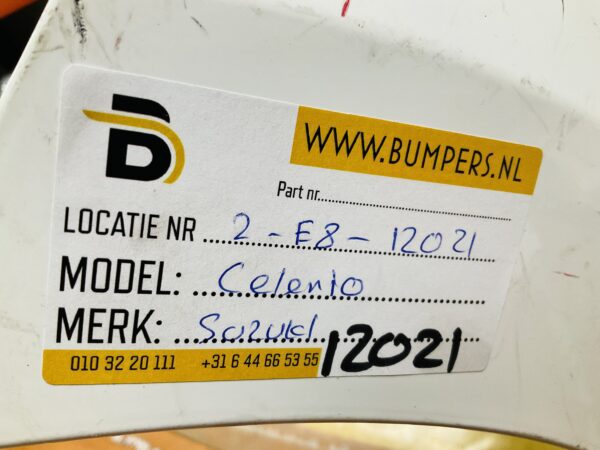 B
WWW.BUMPERS.NL
Part nr.
LOCATIE NR 2 - E8 - 12021
MODEL: Celerio
MERK: Suzuki
010 32 20 111 +31 6 44 66 53 55 12021